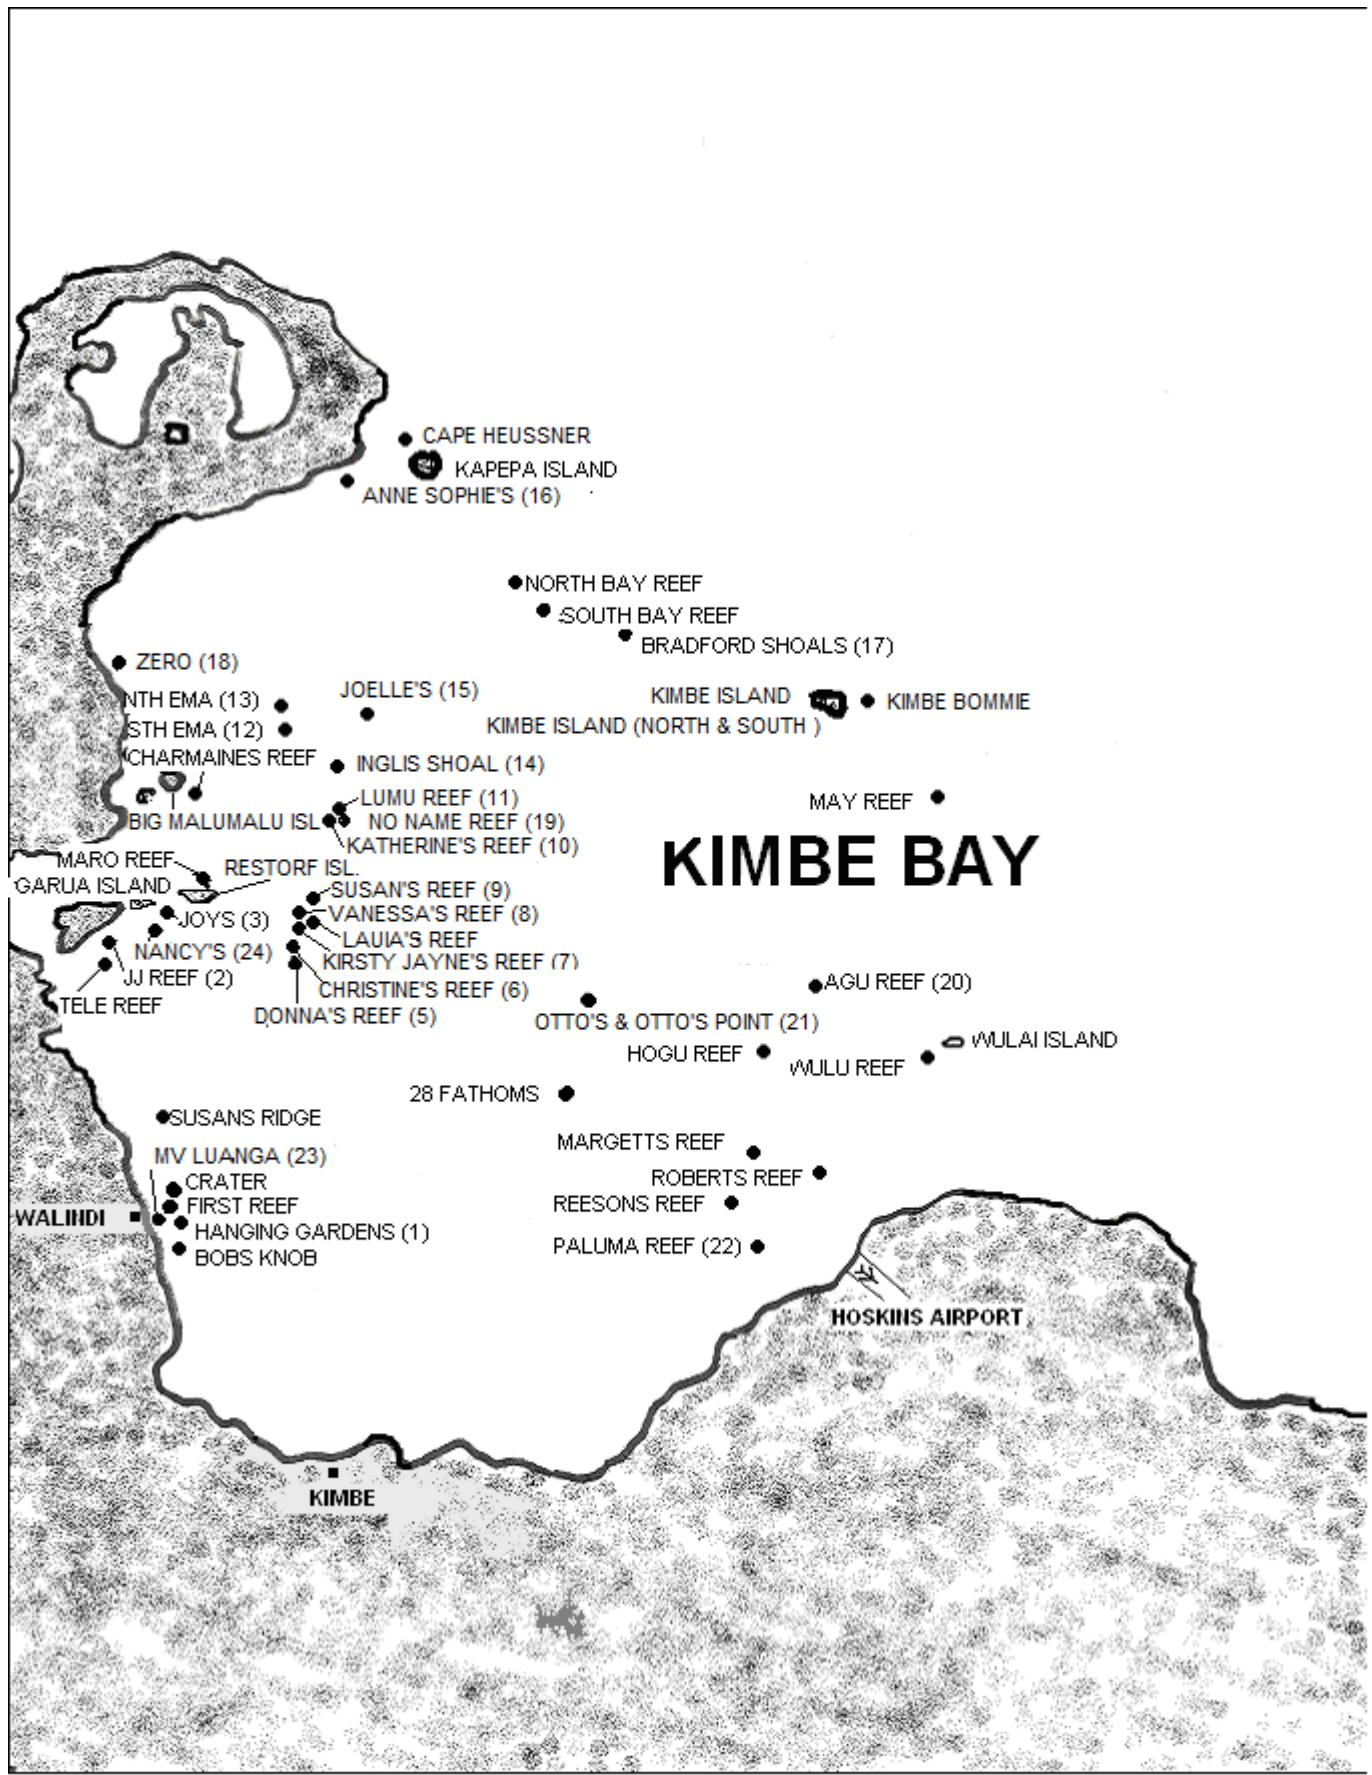 CAPE HEUSSNER
KAPEPA ISLAND
ANNE SOPHIE'S (16)
NORTH BAY REEF
SOUTH BAY REEF
BRADFORD SHOALS (17)
ZERO (18)
JOELLE'S (15)
NTH EMA (13)
KIMBE ISLAND
KIMBE BOMMIE
KIMBE ISLAND (NORTH & SOUTH )
STH EMA (12)
CHARMAINES REEF
INGLIS SHOAL (14)
LUMU REEF (11)
MAY REEF
BIG MALUMALU ISL
NO NAME REEF (19)
KATHERINE'S REEF (10)
KIMBE BAY
MARO REEF
RESTORF ISL.
GARUA ISLAND
SUSAN'S REEF (9)
VANESSA'S REEF (8)
JOYS (3)
LAUIA'S REEF
NANCY'S (24)
KIRSTY JAYNE'S REEF (7)
JJ REEF (2)
AGU REEF (20)
CHRISTINE'S REEF (6)
TELE REEF
DONNA'S REEF (5)
OTTO'S & OTTO'S POINT (21)
WULAI ISLAND
HOGU REEF
WULU REEF
28 FATHOMS
SUSANS RIDGE
MARGETTS REEF
MV LUANGA (23)
ROBERTS REEF
CRATER
FIRST REEF
REESONS REEF
WALINDI
HANGING GARDENS (1)
PALUMA REEF (22)
BOBS KNOB
HOSKINS AIRPORT
KIMBE